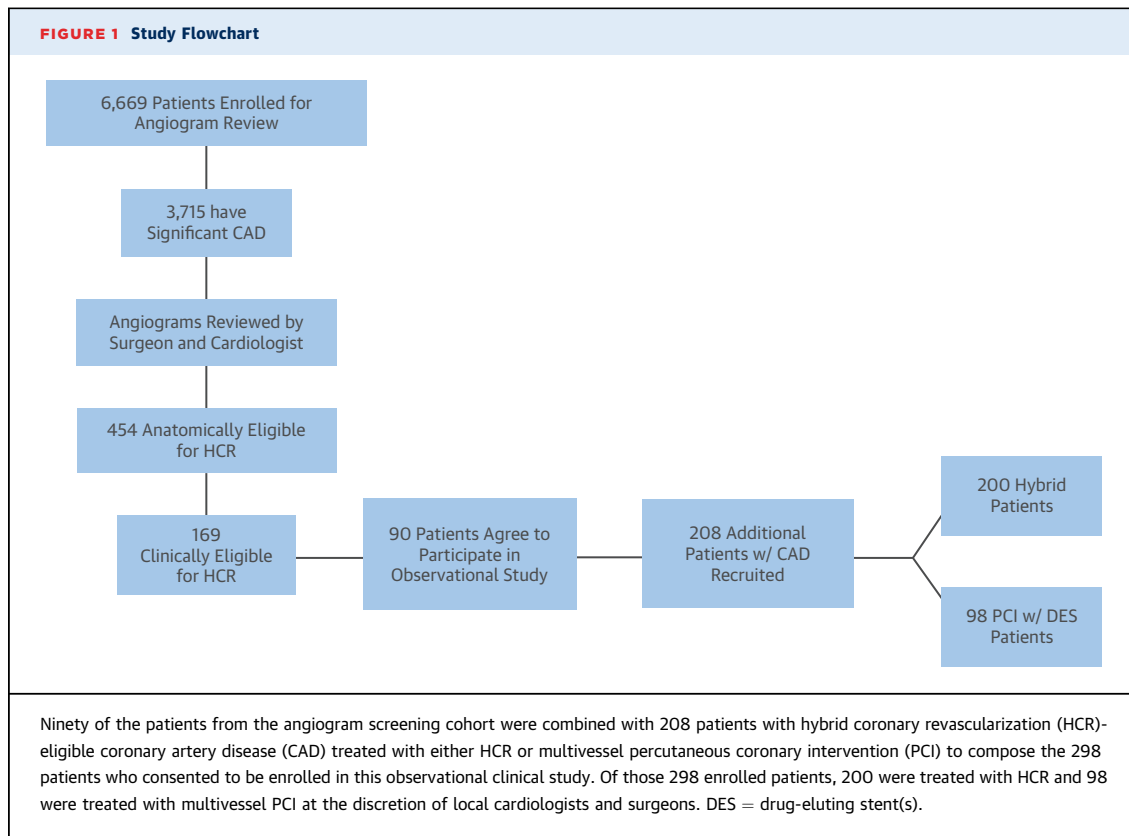 FIGURE 1 Study Flowchart
6,669 Patients Enrolled for
Angiogram Review
3,715 have
Significant CAD
Angiograms Reviewed by
Surgeon and Cardiologist
454 Anatomically Eligible
for HCR
169
Clinically Eligible
for HCR
90 Patients Agree to
Participate in
Observational Study
208 Additional
Patients w/ CAD
Recruited
200 Hybrid
Patients
98 PCI w/ DES
Patients
Ninety of the patients from the angiogram screening cohort were combined with 208 patients with hybrid coronary revascularization (HCR)-
eligible coronary artery disease (CAD) treated with either HCR or multivessel percutaneous coronary intervention (PCI) to compose the 298
patients who consented to be enrolled in this observational clinical study. Of those 298 enrolled patients, 200 were treated with HCR and 98
were treated with multivessel PCI at the discretion of local cardiologists and surgeons. DES = drug-eluting stent(s).